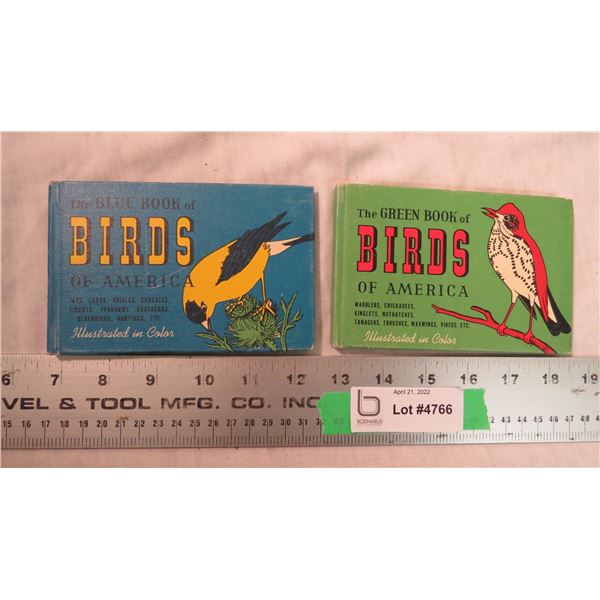 The BLUE BOOK of
BIRDS
OF AMERICA
JAYS, LARKS, ORIOLES, GRACKLES,
FINCHES, SPARROWS, CARDINALS,
BLUEBIRDS, BUNTINGS, ETC.
Illustrated in Color
The GREEN BOOK of
BIRDS
OF AMERICA
WARBLERS, CHICKADEES,
KINGLETS, NUTHATCHES,
TANAGERS, THRUSHES, WAXWINGS, VIREOS, ETC.
Illustrated in Color
6 7 8 9 10 11 12 13 14 15 16 17 18 19
VEL & TOOL MFG. CO. INC
April 21, 2022
b
BODNARUS
Lot #4766